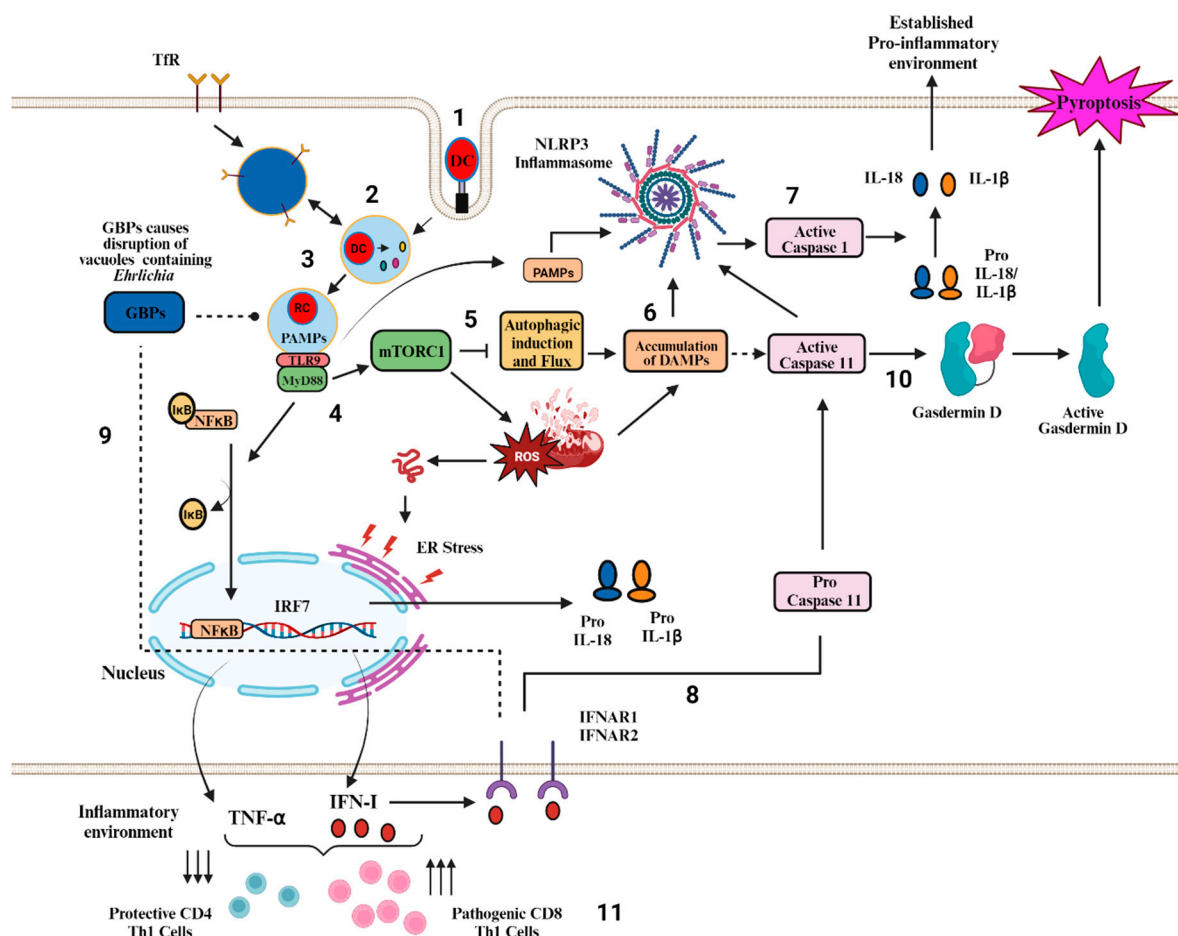 TfR
1
DC
Established
Pro-inflammatory
environment
Pyroptosis
NLRP3
Inflammasome
2
DC
3
GBPs causes
disruption of
vacuoles containing
Ehrlichia
GBPs
RC
PAMPs
TLR9
MyD88
4
PAMPs
7
Active
Caspase 1
IL-18
IL-1β
Pro
IL-18/
IL-1β
mTORC1
5
Autophagic
induction
and Flux
6
Accumulation
of DAMPs
Active
Caspase 11
10
Gasdermin D
Active
Gasdermin D
9
IκB
NFκB
ROS
IκB
ER Stress
IRF7
NFκB
Nucleus
Pro
IL-18
Pro
IL-1β
Pro
Caspase 11
8
IFNAR1
IFNAR2
Inflammatory
environment
TNF-α
IFN-I
Protective CD4
Th1 Cells
Pathogenic CD8
Th1 Cells
11